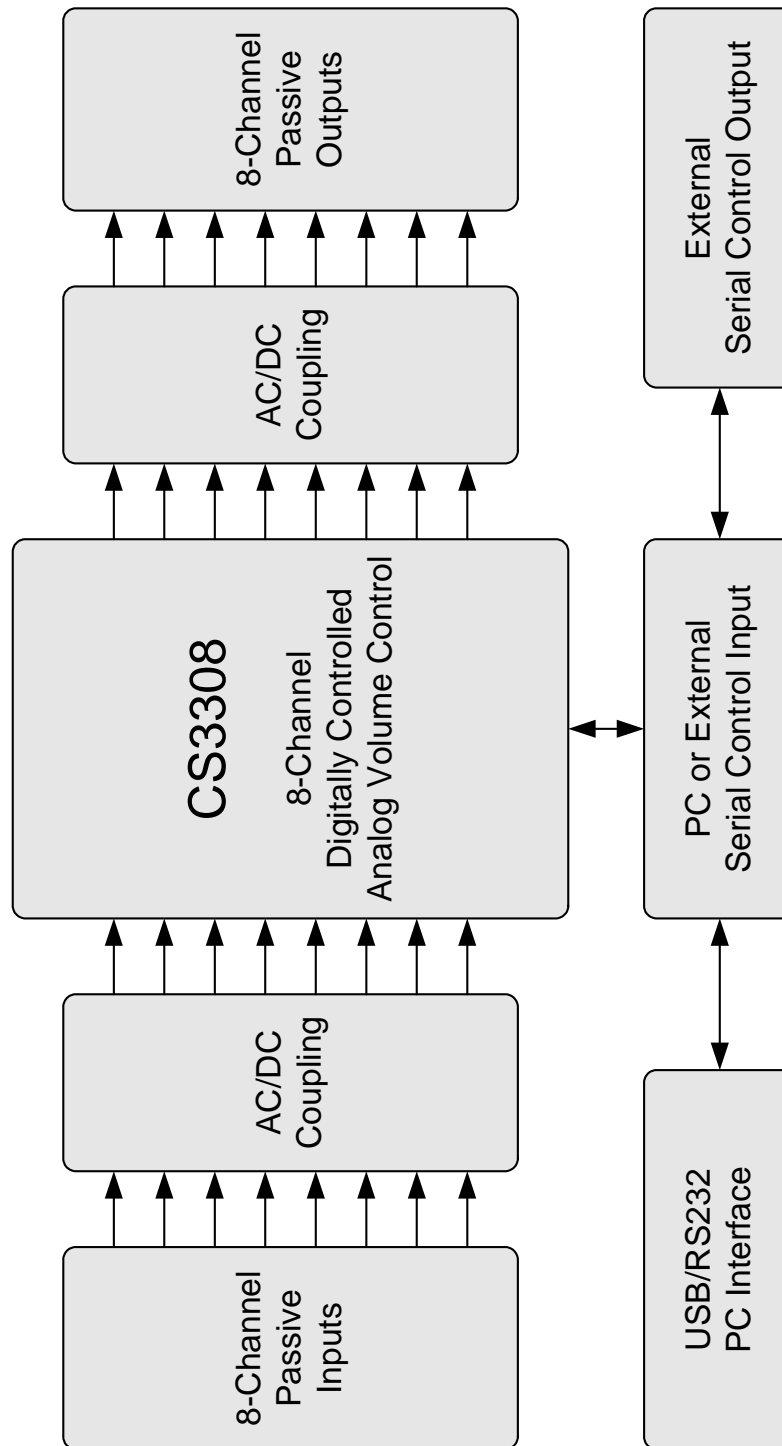 8-Channel
Passive
Inputs
AC/DC
Coupling
CS3308
8-Channel
Digitally Controlled
Analog Volume Control
AC/DC
Coupling
8-Channel
Passive
Outputs
USB/RS232
PC Interface
PC or External
Serial Control Input
External
Serial Control Output